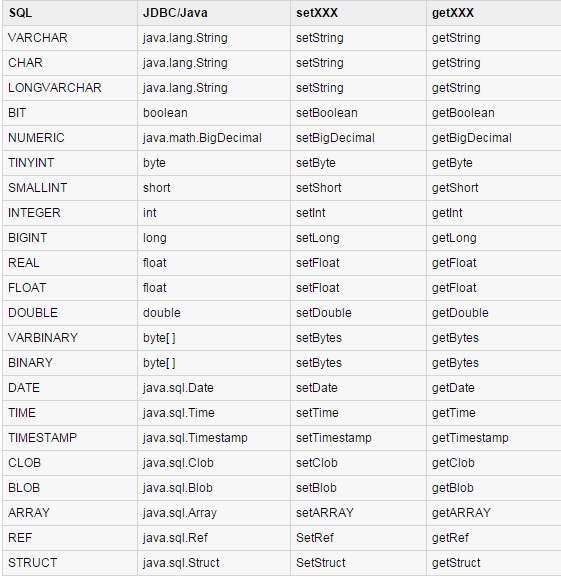 SQL JDBC/Java setXXX getXXX
VARCHAR java.lang.String setString getString
CHAR java.lang.String setString getString
LONGVARCHAR java.lang.String setString getString
BIT boolean setBoolean getBoolean
NUMERIC java.math.BigDecimal setBigDecimal getBigDecimal
TINYINT byte setByte getByte
SMALLINT short setShort getShort
INTEGER int setInt getInt
BIGINT long setLong getLong
REAL float setFloat getFloat
FLOAT float setFloat getFloat
DOUBLE double setDouble getDouble
VARBINARY byte[ ] setBytes getBytes
BINARY byte[ ] setBytes getBytes
DATE java.sql.Date setDate getDate
TIME java.sql.Time setTime getTime
TIMESTAMP java.sql.Timestamp setTimestamp getTimestamp
CLOB java.sql.Clob setClob getClob
BLOB java.sql.Blob setBlob getBlob
ARRAY java.sql.Array setARRAY getARRAY
REF java.sql.Ref SetRef getRef
STRUCT java.sql.Struct SetStruct getStruct